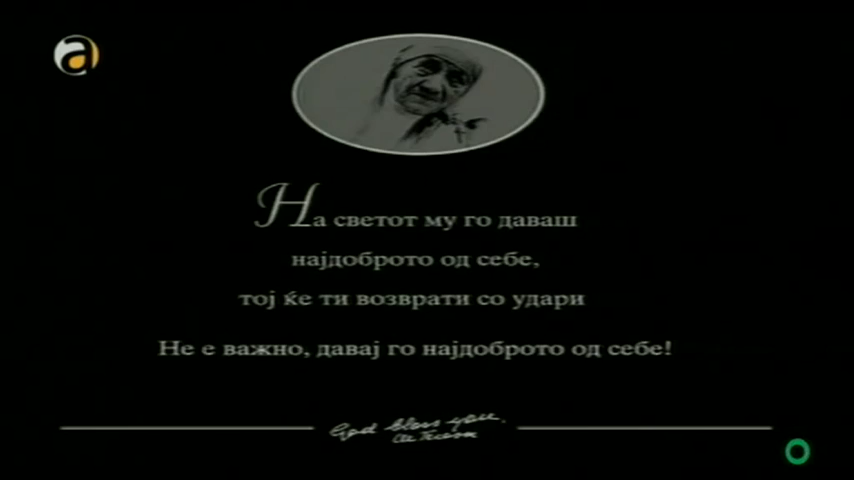 a
На светот му го даваш
најдоброто од себе,
тој ќе ти возврати со удари
Не е важно, давај го најдоброто од себе!
God bless you.